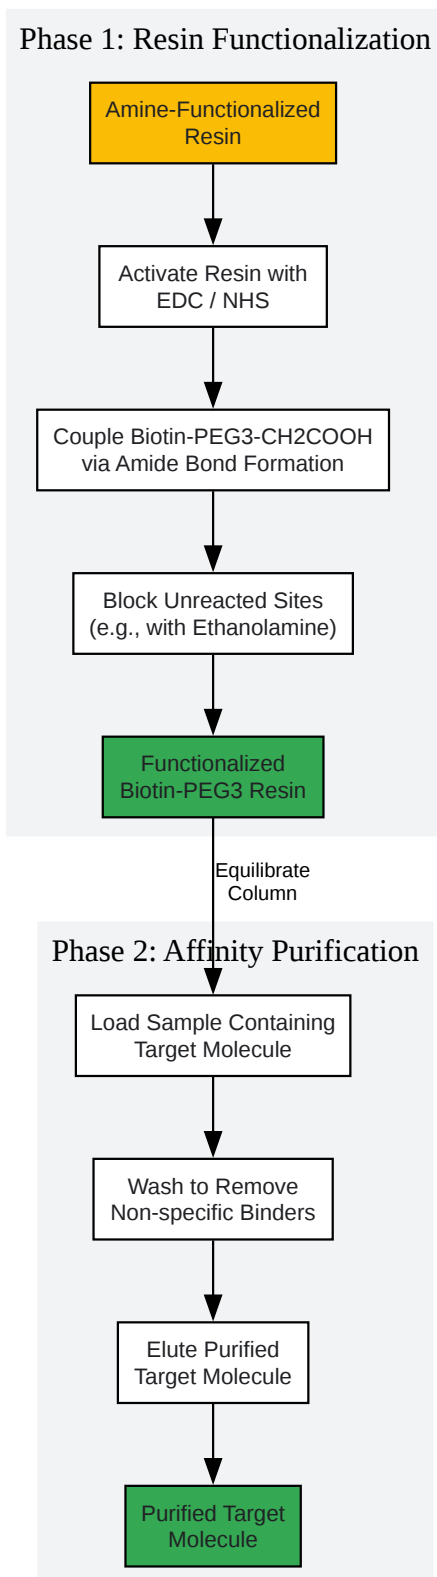 Phase 1: Resin Functionalization
Amine-Functionalized
Resin
Activate Resin with
EDC / NHS
Couple Biotin-PEG3-CH2COOH
via Amide Bond Formation
Block Unreacted Sites
(e.g., with Ethanolamine)
Functionalized
Biotin-PEG3 Resin
Equilibrate
Column
Phase 2: Affinity Purification
Load Sample Containing
Target Molecule
Wash to Remove
Non-specific Binders
Elute Purified
Target Molecule
Purified Target
Molecule